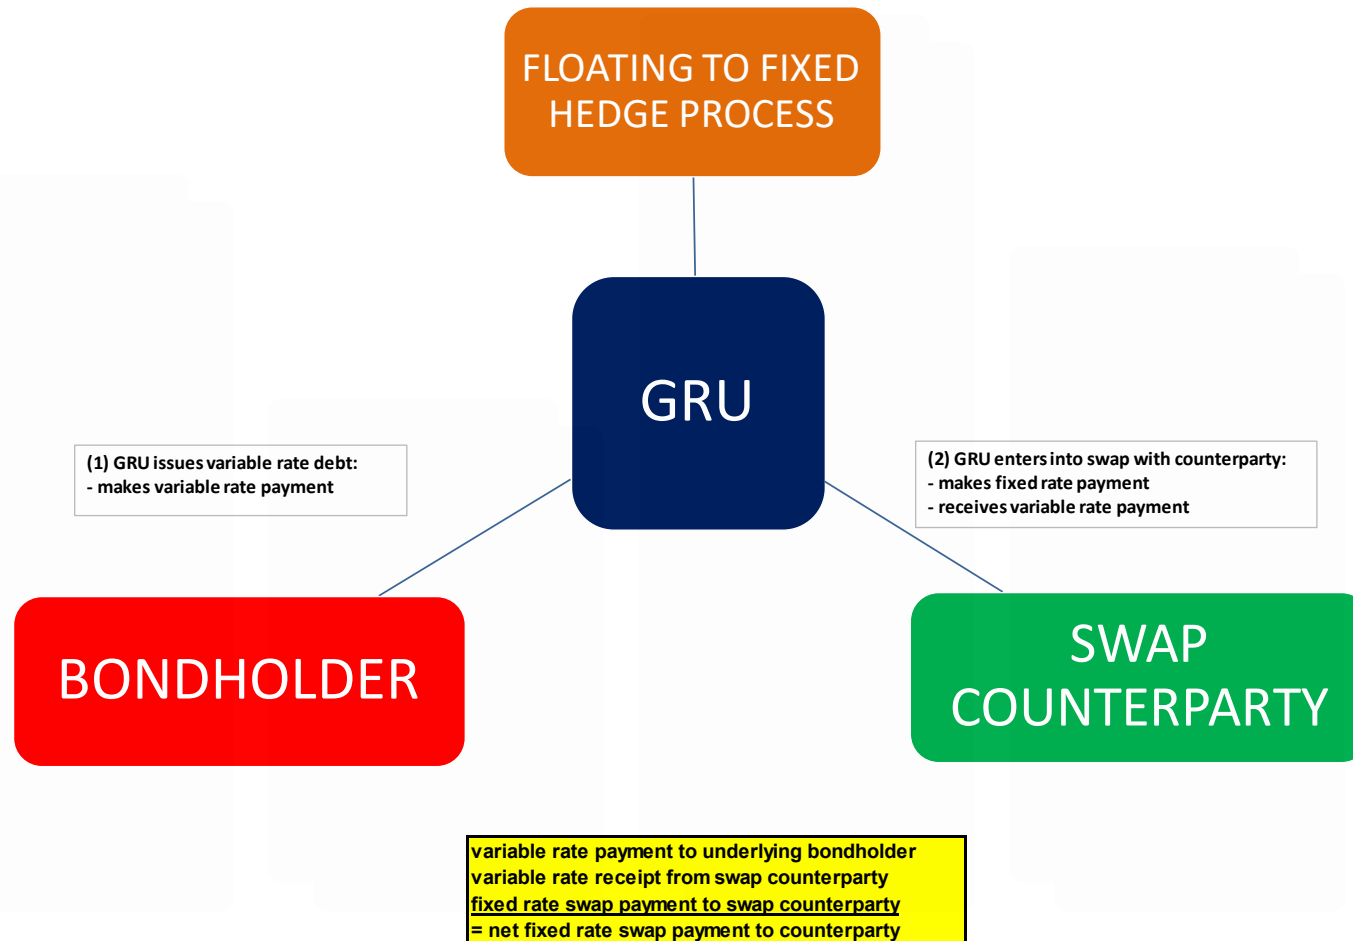 FLOATING TO FIXED
HEDGE PROCESS
GRU
(1) GRU issues variable rate debt:
- makes variable rate payment
(2) GRU enters into swap with counterparty:
- makes fixed rate payment
- receives variable rate payment
BONDHOLDER
SWAP
COUNTERPARTY
variable rate payment to underlying bondholder
variable rate receipt from swap counterparty
fixed rate swap payment to swap counterparty
= net fixed rate swap payment to counterparty